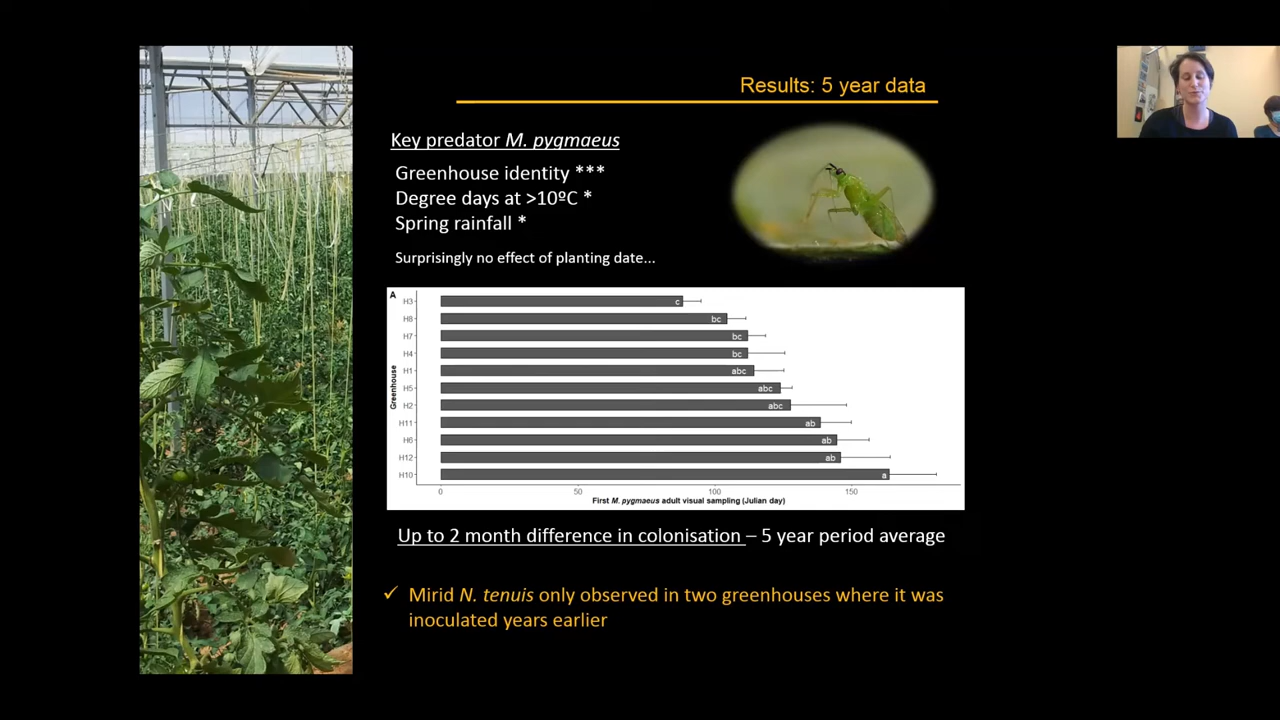 Results: 5 year data
Key predator M. pygmaeus
Greenhouse identity ***
Degree days at >10ºC *
Spring rainfall *
Surprisingly no effect of planting date...
A
Greenhouse
H3
c
H8
bc
H7
bc
H4
bc
H1
abc
H5
abc
H2
abc
H11
ab
H6
ab
H12
ab
H10
a
0 50 100 150
First M. pygmaeus adult visual sampling (Julian day)
Up to 2 month difference in colonisation – 5 year period average
✓ Mirid N. tenuis only observed in two greenhouses where it was
inoculated years earlier